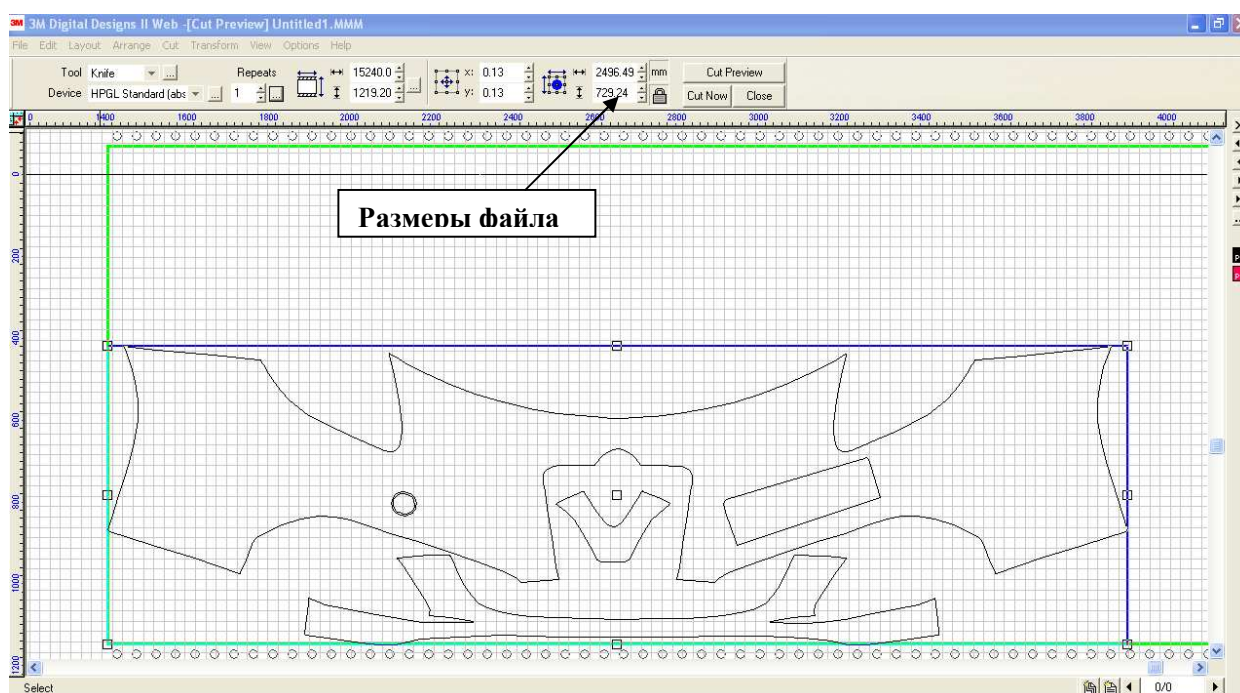 3M 3M Digital Designs II Web -[Cut Preview] Untitled1.MMM
File Edit Layout Arrange Cut Transform View Options Help
Tool Knife ... Repeats 15240.0 x: 0.13 2496.49 mm Cut Preview
Device HPGL Standard (abs ... 1 ... 1219.20 ... y: 0.13 729.24 Cut Now Close
0 1400 1600 1800 2000 2200 2400 2600 2800 3000 3200 3400 3600 3800 4000
0
200
400
600
800
1000
1200
Размеры файла
Select 0/0